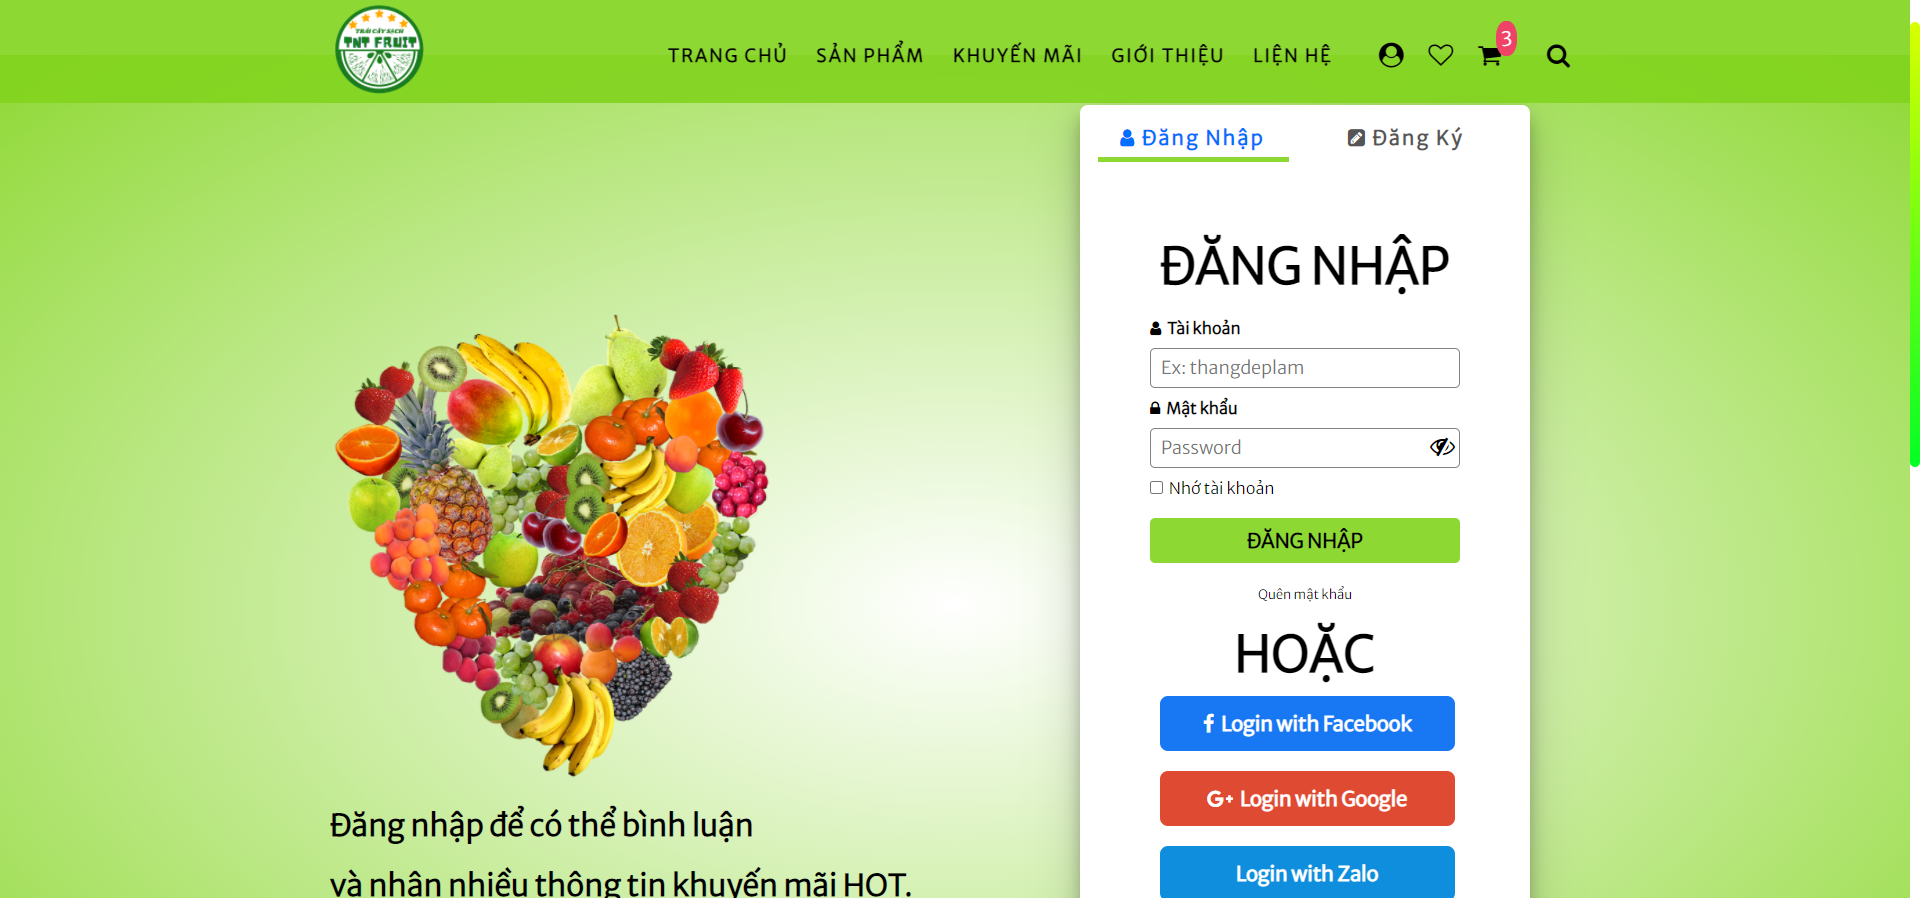 TRÁI CÂY SẠCH
TNT FRUIT
TRANG CHỦ
SẢN PHẨM
KHUYẾN MÃI
GIỚI THIỆU
LIÊN HỆ
3
Đăng Nhập
Đăng Ký
ĐĂNG NHẬP
Tài khoản
Ex: thangdeplam
Mật khẩu
Password
Nhớ tài khoản
ĐĂNG NHẬP
Quên mật khẩu
HOẶC
Login with Facebook
G+ Login with Google
Login with Zalo
Đăng nhập để có thể bình luận
và nhận nhiều thông tin khuyến mãi HOT.